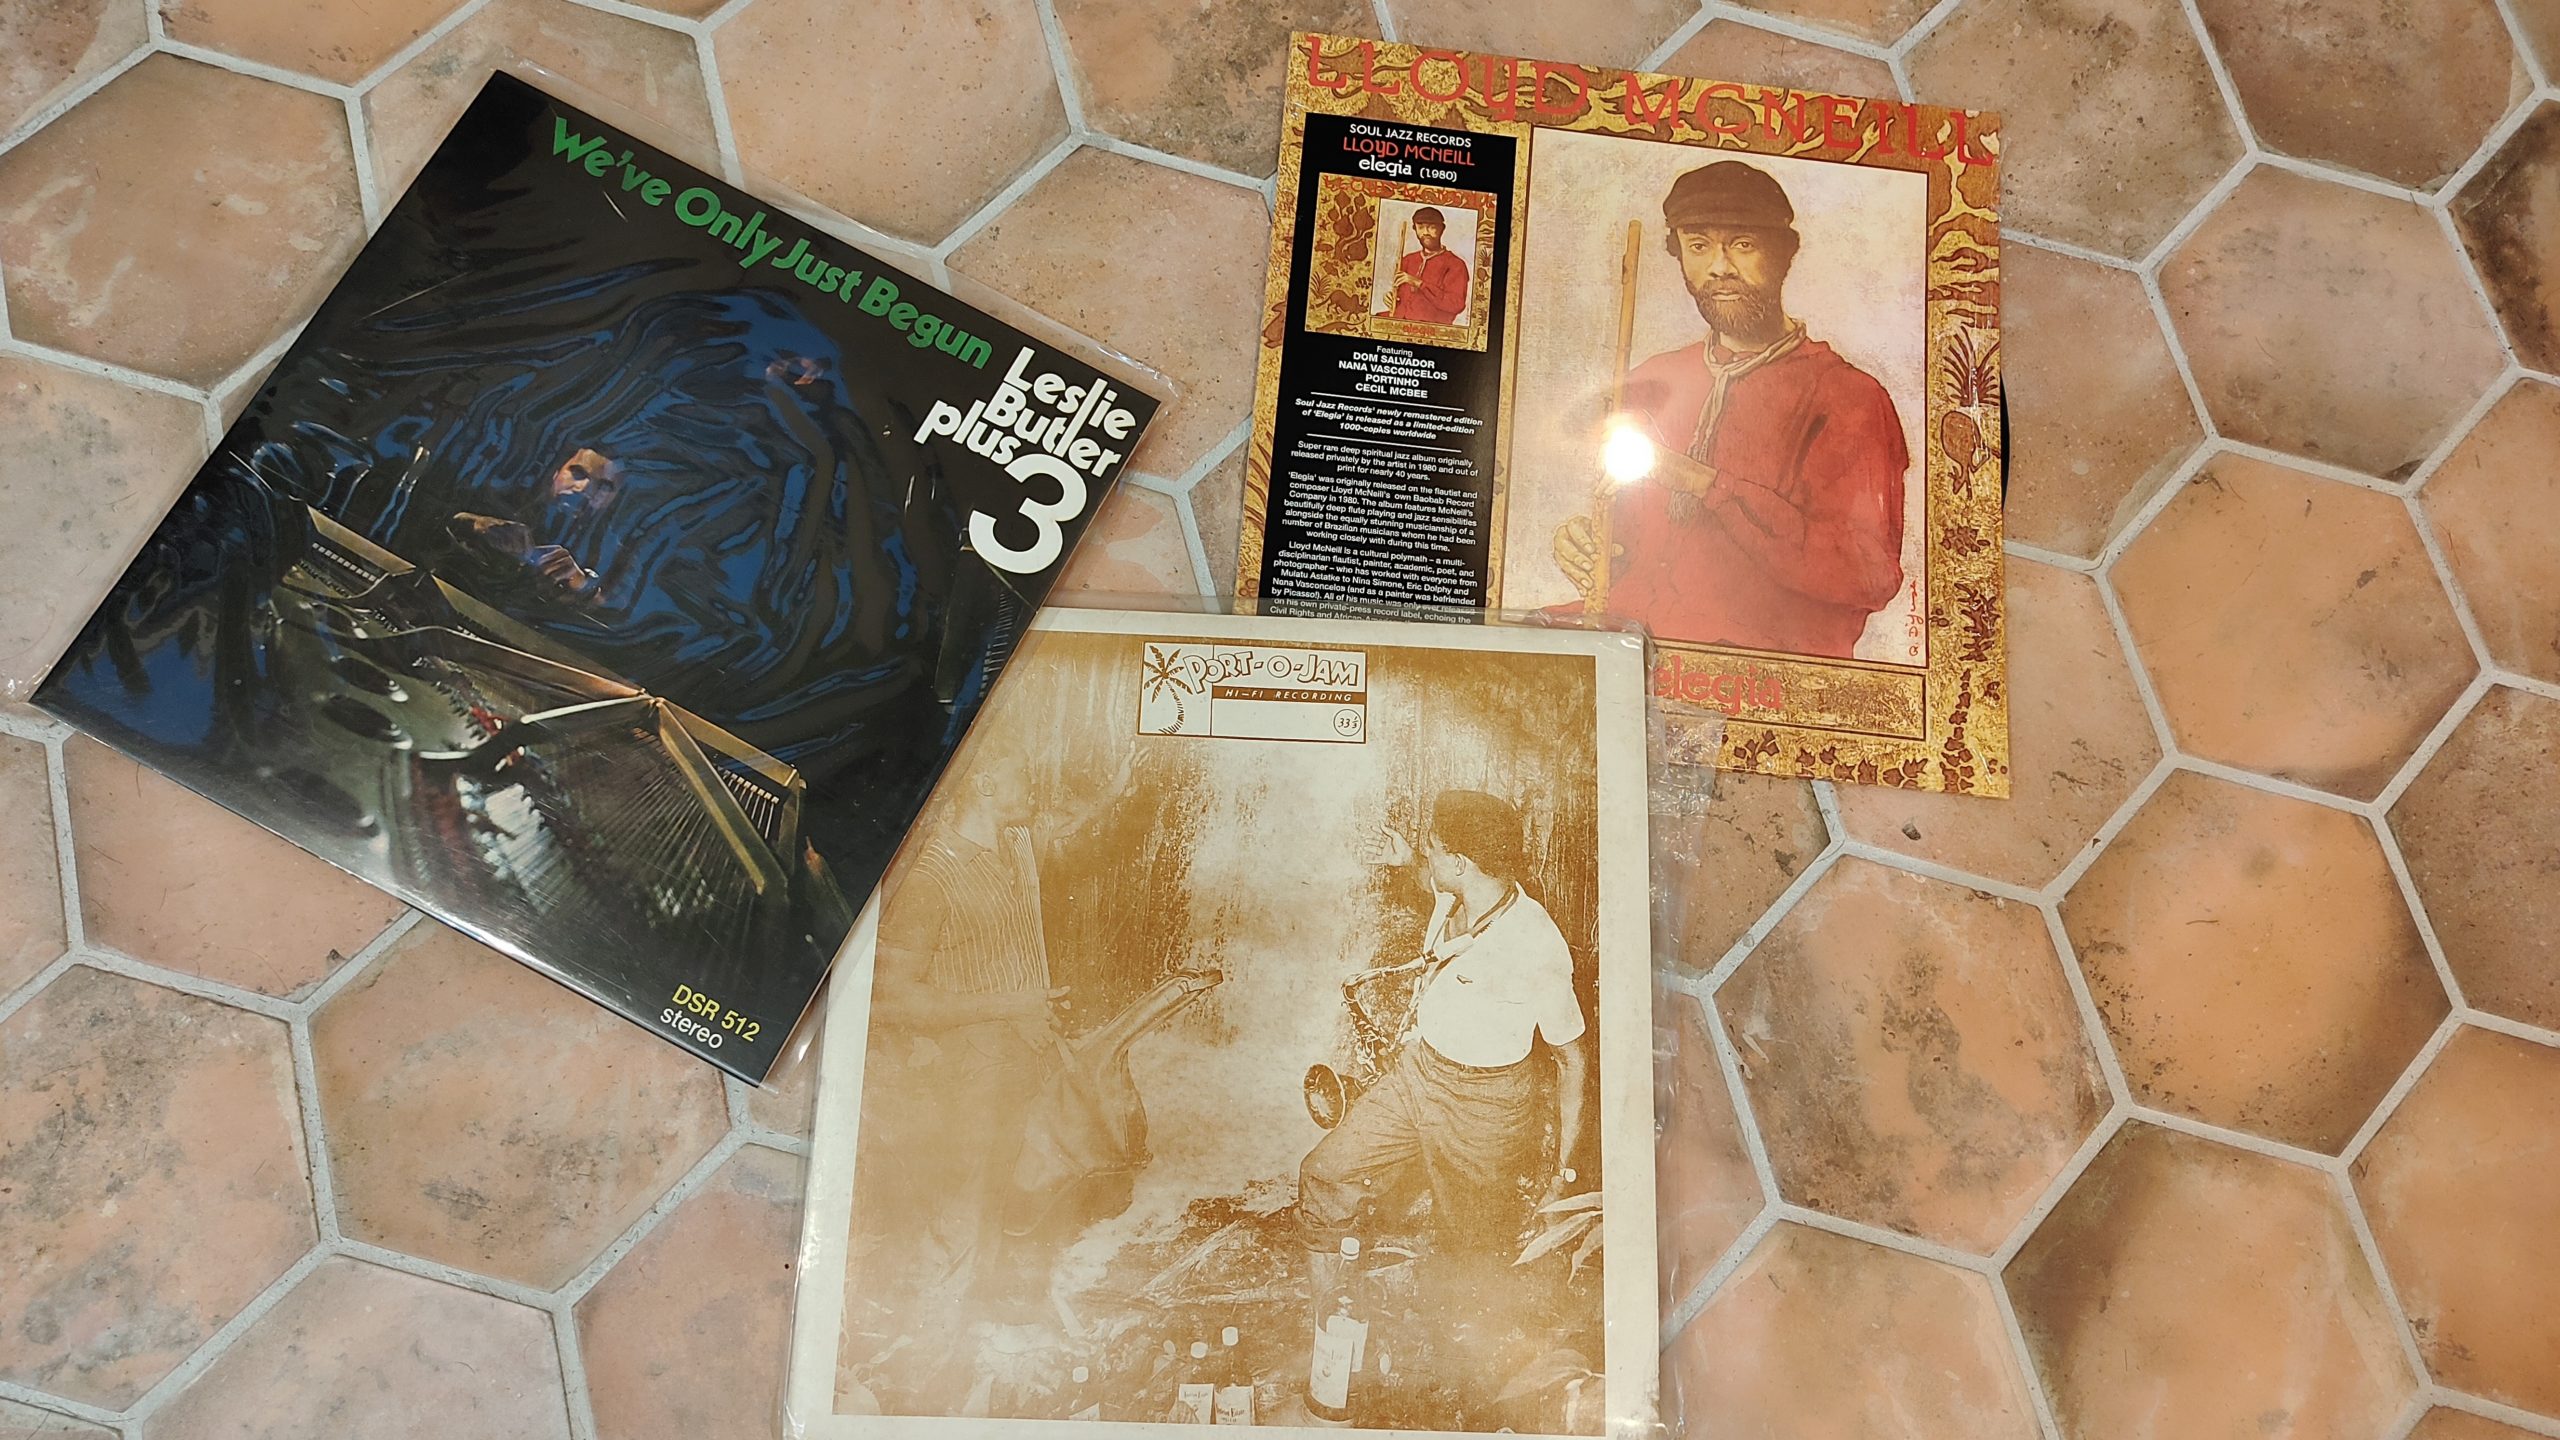 We've Only Just Begun
Leslie
Butler
plus
3
DSR 512
stereo
LLOYD MCNEILL
SOUL JAZZ RECORDS
LLOYD MCNEILL
elegia (1980)
elegia
Featuring
DOM SALVADOR
NANA VASCONCELOS
PORTINHO
CECIL MCBEE
Soul Jazz Records' newly remastered edition
of 'Elegia' is released as a limited-edition
1000-copies worldwide
Super rare deep spiritual jazz album originally
released privately by the artist in 1980 and out of
print for nearly 40 years.
'Elegia' was originally released on the flautist and
composer Lloyd McNeill's own Baobab Record
Company in 1980. The album features McNeill's
beautifully deep flute playing and jazz sensibilities
alongside the equally stunning musicianship of a
number of Brazilian musicians whom he had been
working closely with during this time.
Lloyd McNeill is a cultural polymath – a multi-
disciplinarian flautist, painter, academic, poet, and
photographer – who has worked with everyone from
Mulatu Astatke to Nina Simone, Eric Dolphy and
Nana Vasconcelos (and as a painter was befriended
by Picasso!). All of his music was only ever released
on his own private-press record label, echoing the
Civil Rights and African-
elegia
PORT-O-JAM
HI-FI RECORDING
33 1/3